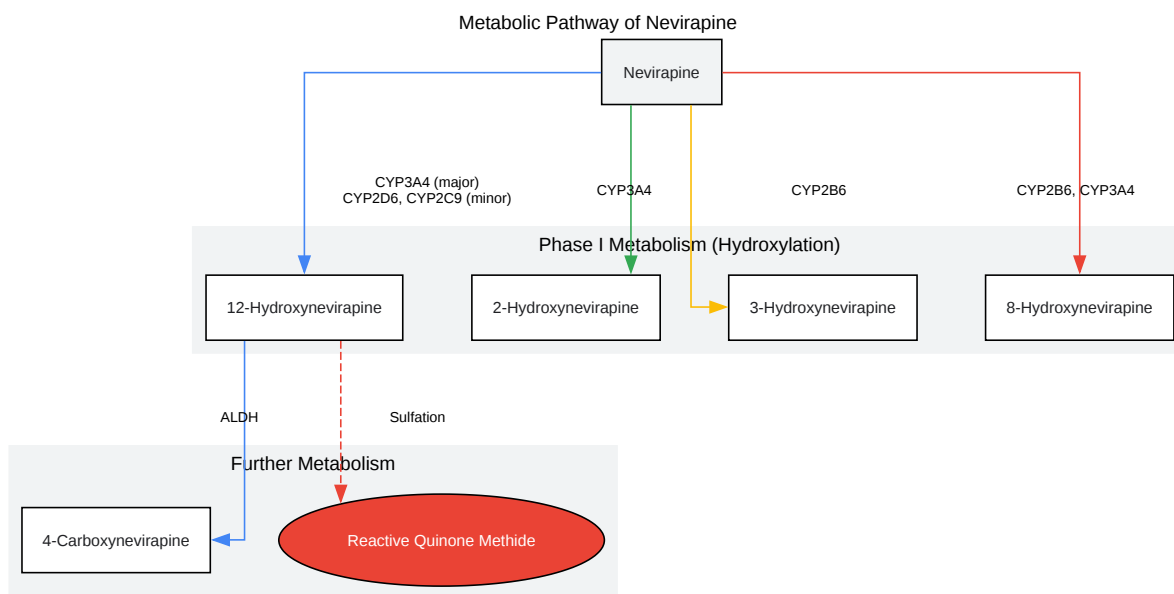 Metabolic Pathway of Nevirapine
Nevirapine
CYP3A4 (major)
CYP2D6, CYP2C9 (minor)
CYP3A4
CYP2B6
CYP2B6, CYP3A4
Phase I Metabolism (Hydroxylation)
12-Hydroxynevirapine
2-Hydroxynevirapine
3-Hydroxynevirapine
8-Hydroxynevirapine
ALDH
Sulfation
Further Metabolism
4-Carboxynevirapine
Reactive Quinone Methide